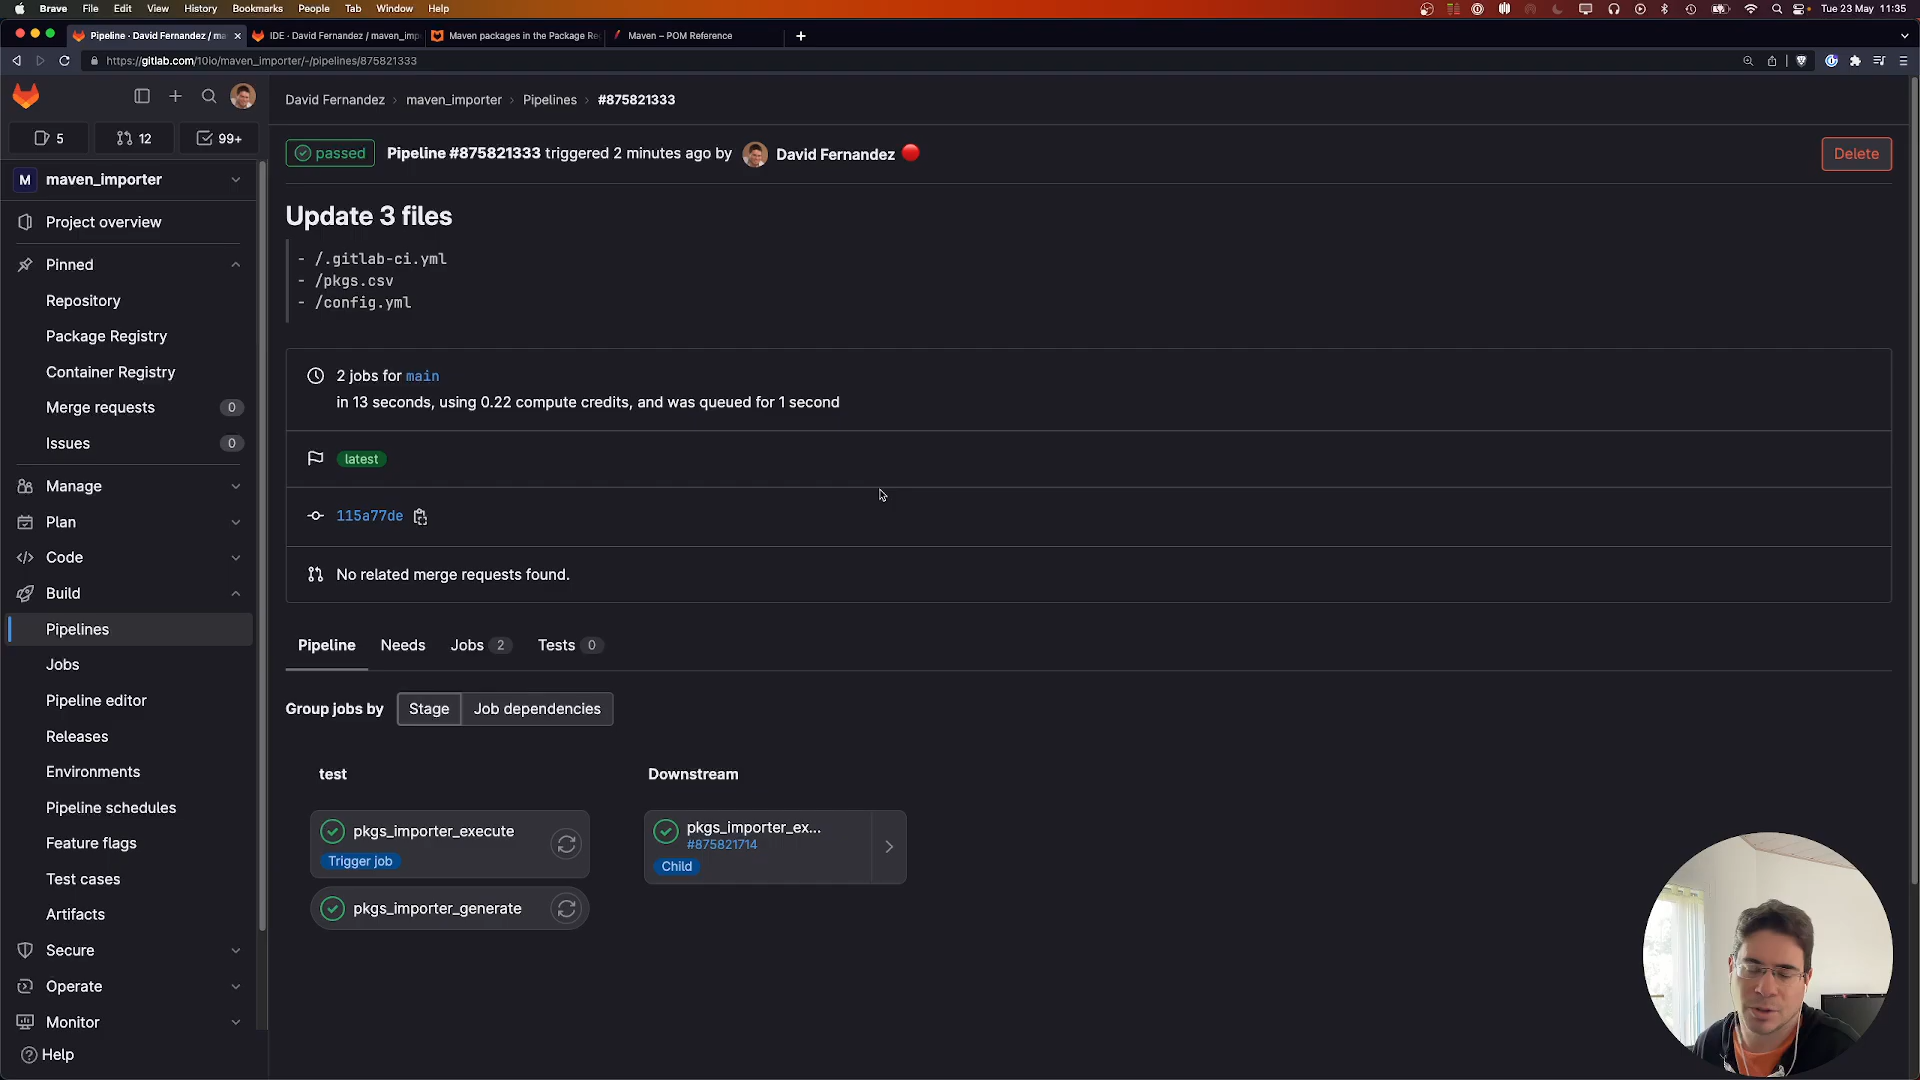 Brave File Edit View History Bookmarks People Tab Window Help Tue 23 May 11:35
Pipeline · David Fernandez / ma IDE · David Fernandez / maven_imp Maven packages in the Package Re Maven – POM Reference
https://gitlab.com/10io/maven_importer/-/pipelines/875821333
David Fernandez maven_importer Pipelines #875821333
5 12 99+
passed Pipeline #875821333 triggered 2 minutes ago by David Fernandez Delete
M maven_importer
Project overview
Pinned
Repository
Package Registry
Container Registry
Merge requests 0
Issues 0
Manage
Plan
Code
Build
Pipelines
Jobs
Pipeline editor
Releases
Environments
Pipeline schedules
Feature flags
Test cases
Artifacts
Secure
Operate
Monitor
Help
Update 3 files
- /.gitlab-ci.yml
- /pkgs.csv
- /config.yml
2 jobs for main
in 13 seconds, using 0.22 compute credits, and was queued for 1 second
latest
115a77de
No related merge requests found.
Pipeline Needs Jobs 2 Tests 0
Group jobs by Stage Job dependencies
test Downstream
pkgs_importer_execute
Trigger job
pkgs_importer_generate
pkgs_importer_ex...
#875821714
Child